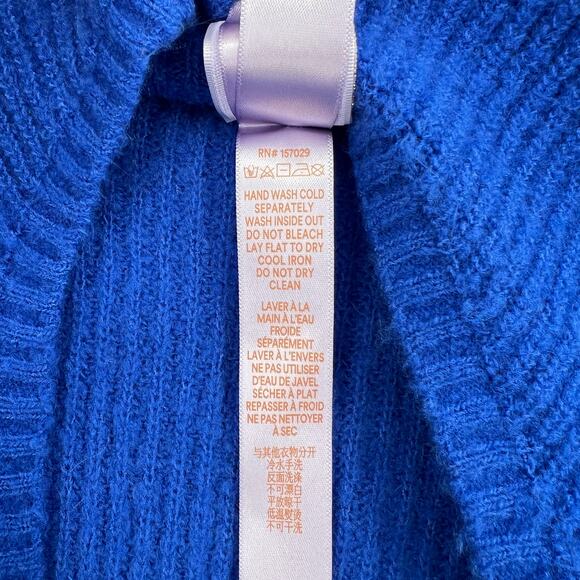 RN# 157029
HAND WASH COLD
SEPARATELY
WASH INSIDE OUT
DO NOT BLEACH
LAY FLAT TO DRY
COOL IRON
DO NOT DRY
CLEAN
LAVER À LA
MAIN À L'EAU
FROIDE
SÉPARÉMENT
LAVER À L'ENVERS
NE PAS UTILISER
D'EAU DE JAVEL
SÉCHER À PLAT
REPASSER À FROID
NE PAS NETTOYER
À SEC
与其他衣物分开
冷水手洗
反面洗涤
不可漂白
平放晾干
低温熨烫
不可干洗